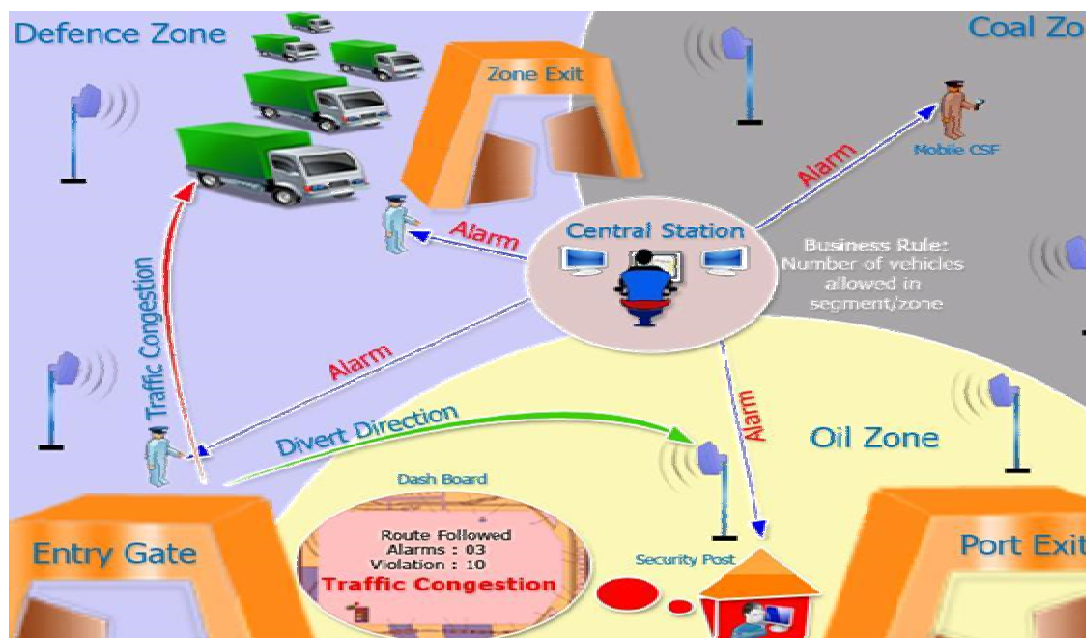 Defence Zone
Coal Zo
Zone Exit
Mobile CSF
Alarm
Alarm
Central Station
Business Rule:
Number of vehicles
allowed in
segment/zone
Traffic Congestion
Alarm
Alarm
Divert Direction
Oil Zone
Dash Board
Route Followed
Alarms : 03
Violation : 10
Traffic Congestion
Entry Gate
Security Post
Port Exit